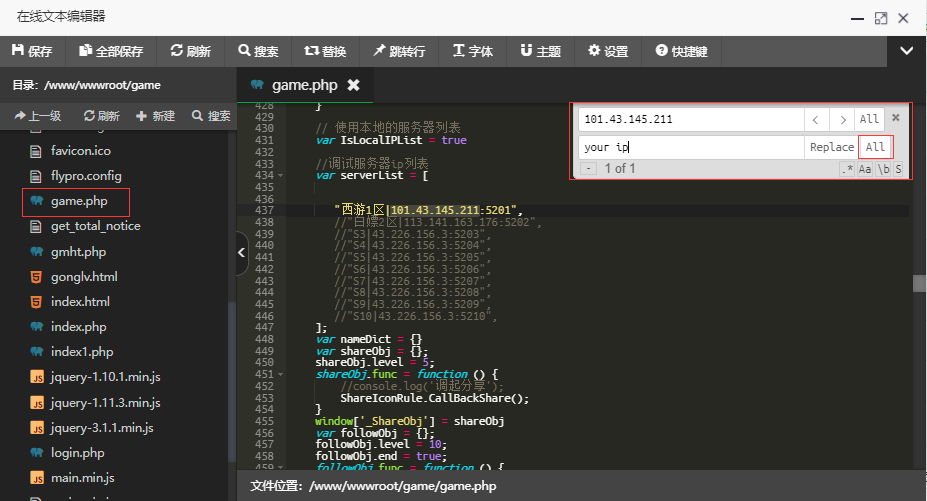 在线文本编辑器
保存 全部保存 刷新 搜索 替换 跳转行 字体 主题 设置 快捷键
目录：/www/wwwroot/game
上一级 刷新 新建 搜索
favicon.ico
flypro.config
game.php
get_total_notice
gmht.php
gonglv.html
index.html
index.php
index1.php
jquery-1.10.1.min.js
jquery-1.11.3.min.js
jquery-3.1.1.min.js
login.php
main.min.js
game.php
101.43.145.211 < > All ×
your ip Replace All
- 1 of 1 .* Aa \b S
428 }
429
430 // 使用本地的服务器列表
431 var IsLocalIPList = true
432
433 //调试服务器ip列表
434 var serverList = [
435
436
437 "西游1区|101.43.145.211:5201",
438 //"白嫖2区|113.141.163.176:5202",
439 //"S3|43.226.156.3:5203",
440 //"S4|43.226.156.3:5204",
441 //"S5|43.226.156.3:5205",
442 //"S6|43.226.156.3:5206",
443 //"S7|43.226.156.3:5207",
444 //"S8|43.226.156.3:5208",
445 //"S9|43.226.156.3:5209",
446 //"S10|43.226.156.3:5210",
447 ];
448 var nameDict = {}
449 var shareObj = {};
450 shareObj.level = 5;
451 shareObj.func = function () {
452 //console.log('调起分享');
453 ShareIconRule.CallBackShare();
454 }
455 window['_ShareObj'] = shareObj
456 var followObj = {};
457 followObj.level = 10;
458 followObj.end = true;
459 followObj.func = function () {
文件位置：/www/wwwroot/game/game.php